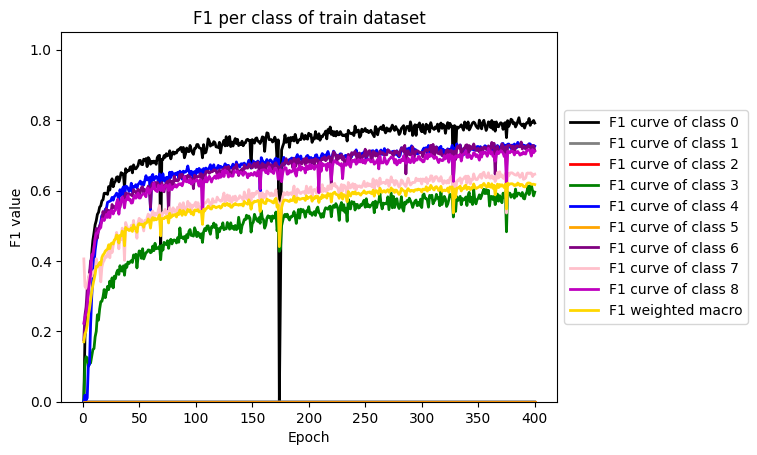 F1 per class of train dataset
F1 value
1.0
0.8
0.6
0.4
0.2
0.0
0
50
100
150
200
250
300
350
400
Epoch
F1 curve of class 0
F1 curve of class 1
F1 curve of class 2
F1 curve of class 3
F1 curve of class 4
F1 curve of class 5
F1 curve of class 6
F1 curve of class 7
F1 curve of class 8
F1 weighted macro